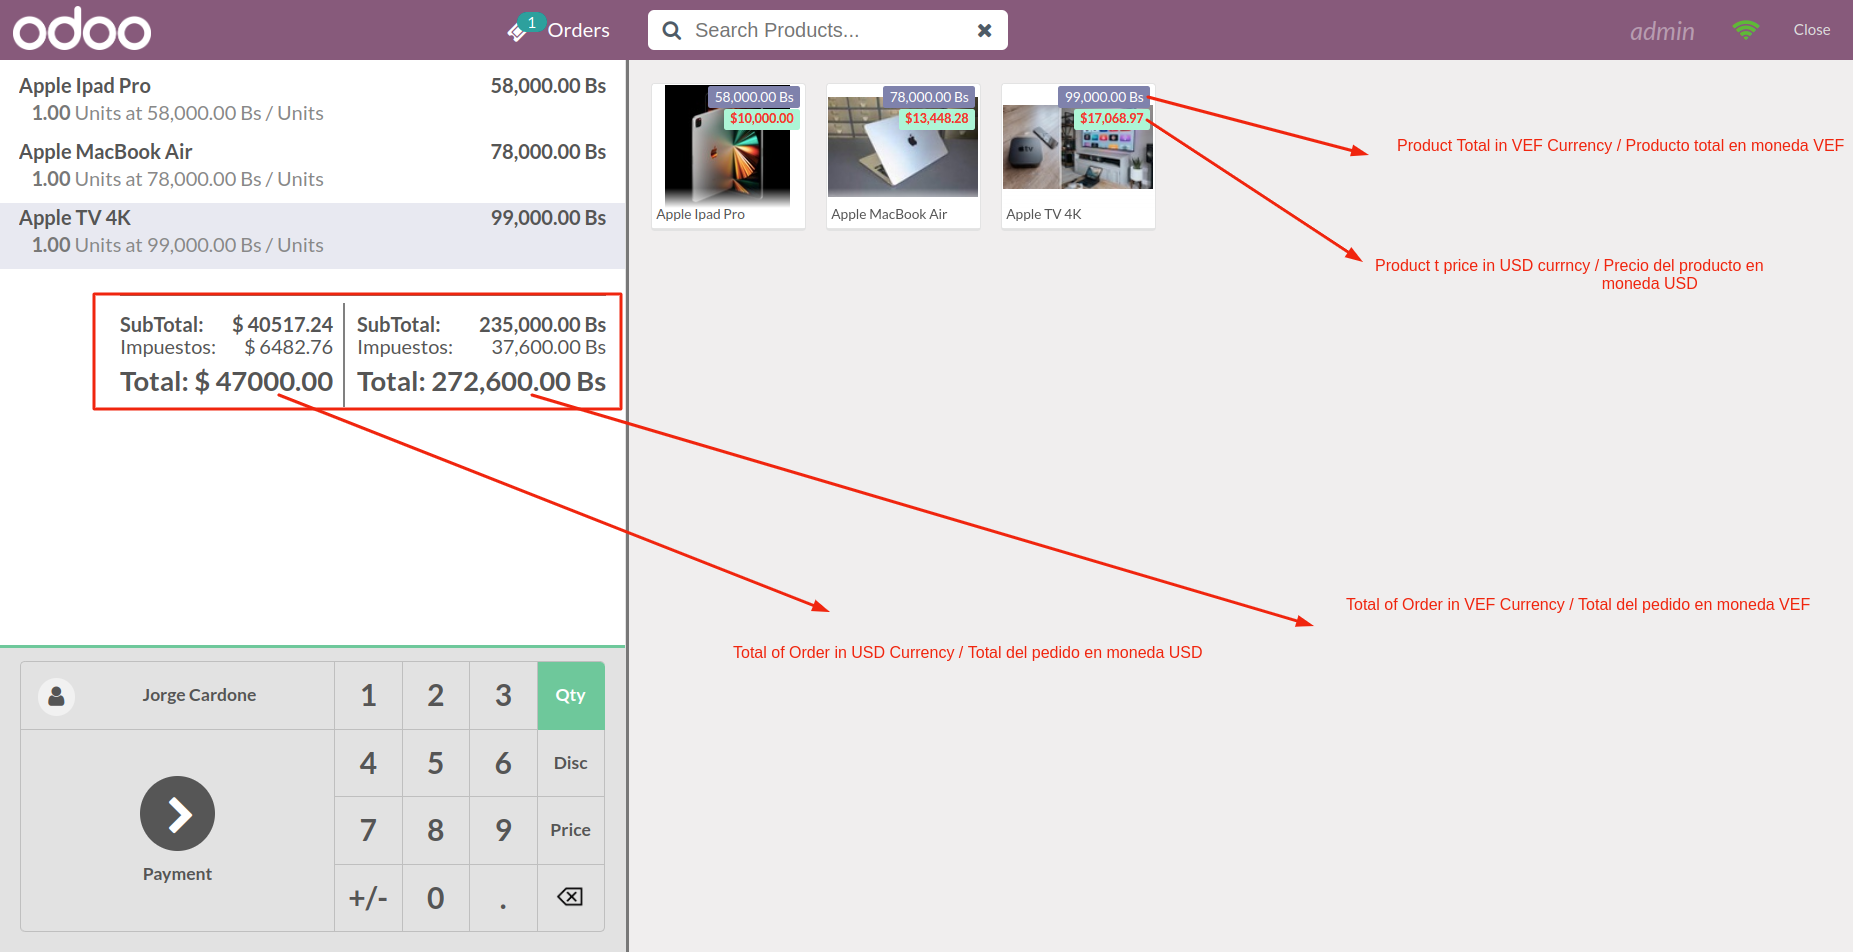 odoo
1
Orders
Search Products...
admin
Close
Apple Ipad Pro 58,000.00 Bs
1.00 Units at 58,000.00 Bs / Units
Apple MacBook Air 78,000.00 Bs
1.00 Units at 78,000.00 Bs / Units
Apple TV 4K 99,000.00 Bs
1.00 Units at 99,000.00 Bs / Units
SubTotal: $ 40517.24
Impuestos: $ 6482.76
Total: $ 47000.00
SubTotal: 235,000.00 Bs
Impuestos: 37,600.00 Bs
Total: 272,600.00 Bs
58,000.00 Bs
$10,000.00
Apple Ipad Pro
78,000.00 Bs
$13,448.28
Apple MacBook Air
99,000.00 Bs
$17,068.97
tv
Apple TV 4K
Product Total in VEF Currency / Producto total en moneda VEF
Product t price in USD currncy / Precio del producto en
moneda USD
Total of Order in VEF Currency / Total del pedido en moneda VEF
Total of Order in USD Currency / Total del pedido en moneda USD
Jorge Cardone
Payment
1 2 3 Qty
4 5 6 Disc
7 8 9 Price
+/- 0 .